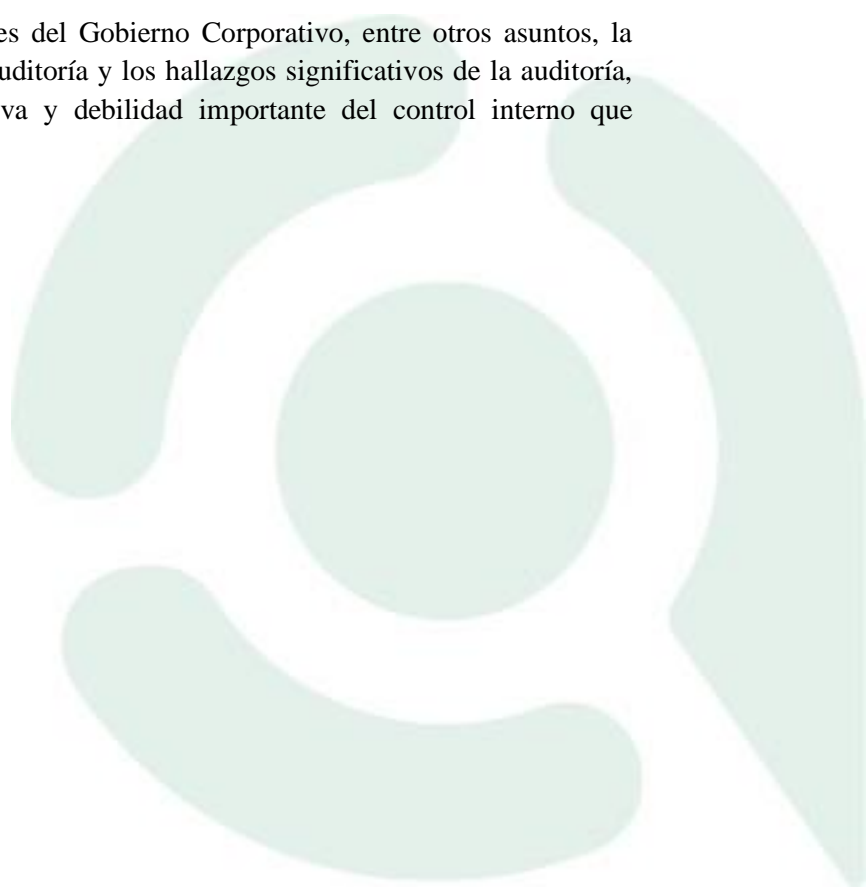 es del Gobierno Corporativo, entre otros asuntos, la
uditoría y los hallazgos significativos de la auditoría,
va y debilidad importante del control interno que